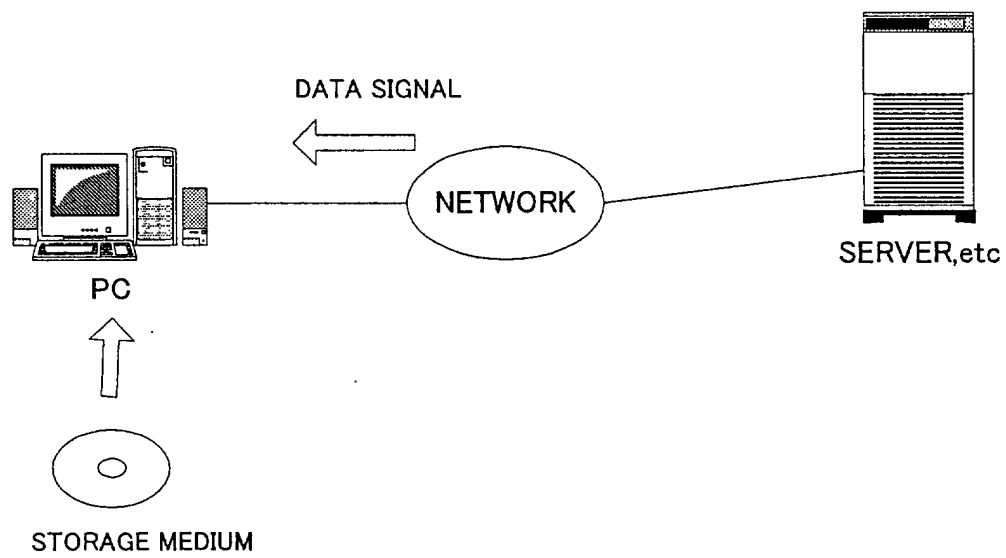 DATA SIGNAL
NETWORK
SERVER,etc
PC
STORAGE MEDIUM